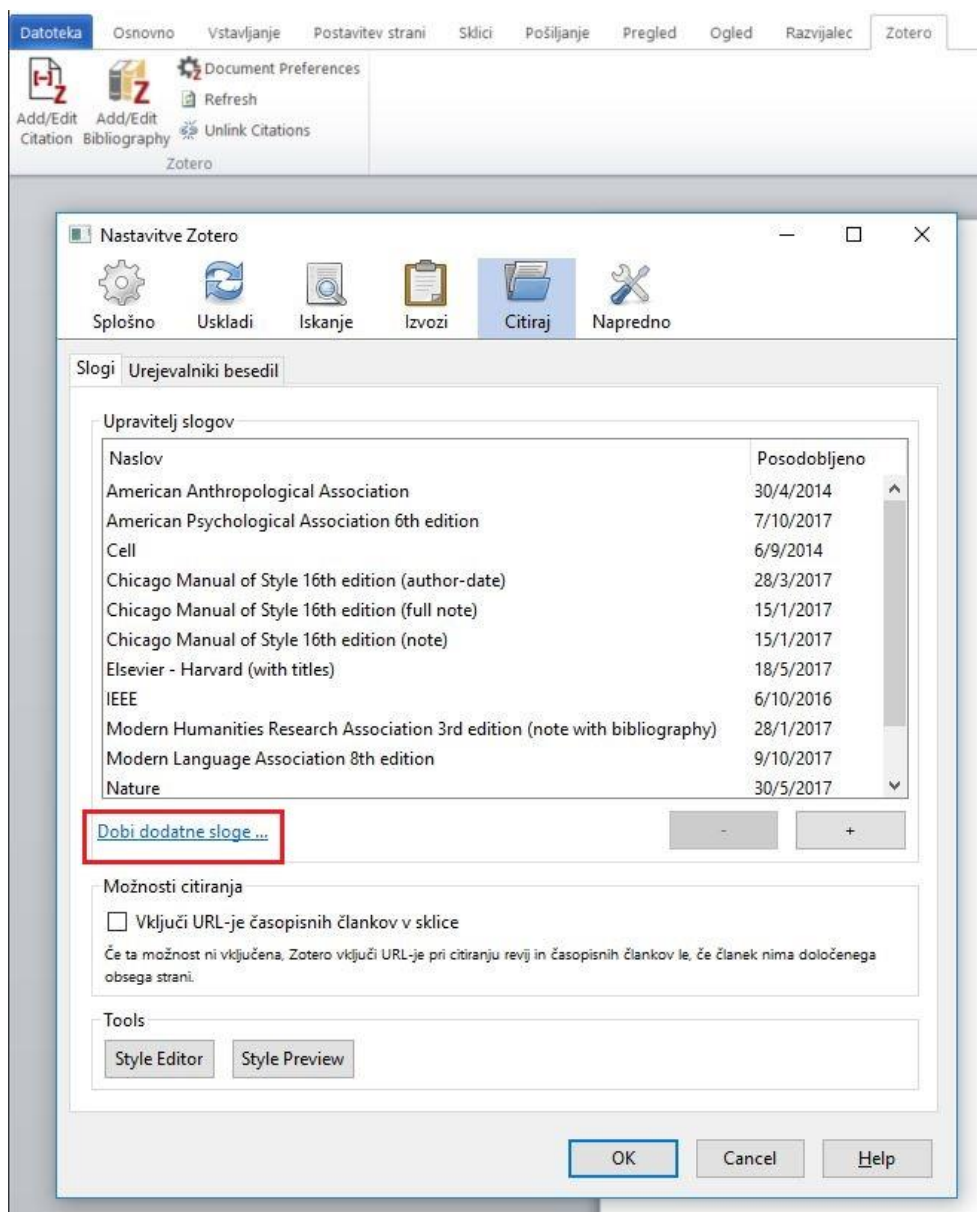 Datoteka Osnovno Vstavljanje Postavitev strani Sklici Pošiljanje Pregled Ogled Razvijalec Zotero
Add/Edit Citation
Add/Edit Bibliography
Document Preferences
Refresh
Unlink Citations
Zotero
Nastavitve Zotero
Splošno Uskladi Iskanje Izvozi Citiraj Napredno
Slogi Urejevalniki besedil
Upravitelj slogov
Naslov Posodobljeno
American Anthropological Association 30/4/2014
American Psychological Association 6th edition 7/10/2017
Cell 6/9/2014
Chicago Manual of Style 16th edition (author-date) 28/3/2017
Chicago Manual of Style 16th edition (full note) 15/1/2017
Chicago Manual of Style 16th edition (note) 15/1/2017
Elsevier - Harvard (with titles) 18/5/2017
IEEE 6/10/2016
Modern Humanities Research Association 3rd edition (note with bibliography) 28/1/2017
Modern Language Association 8th edition 9/10/2017
Nature 30/5/2017
Dobi dodatne sloge ... - +
Možnosti citiranja
Vključi URL-je časopisnih člankov v sklice
Če ta možnost ni vključena, Zotero vključi URL-je pri citiranju revij in časopisnih člankov le, če članek nima določenega
obsega strani.
Tools
Style Editor Style Preview
OK Cancel Help